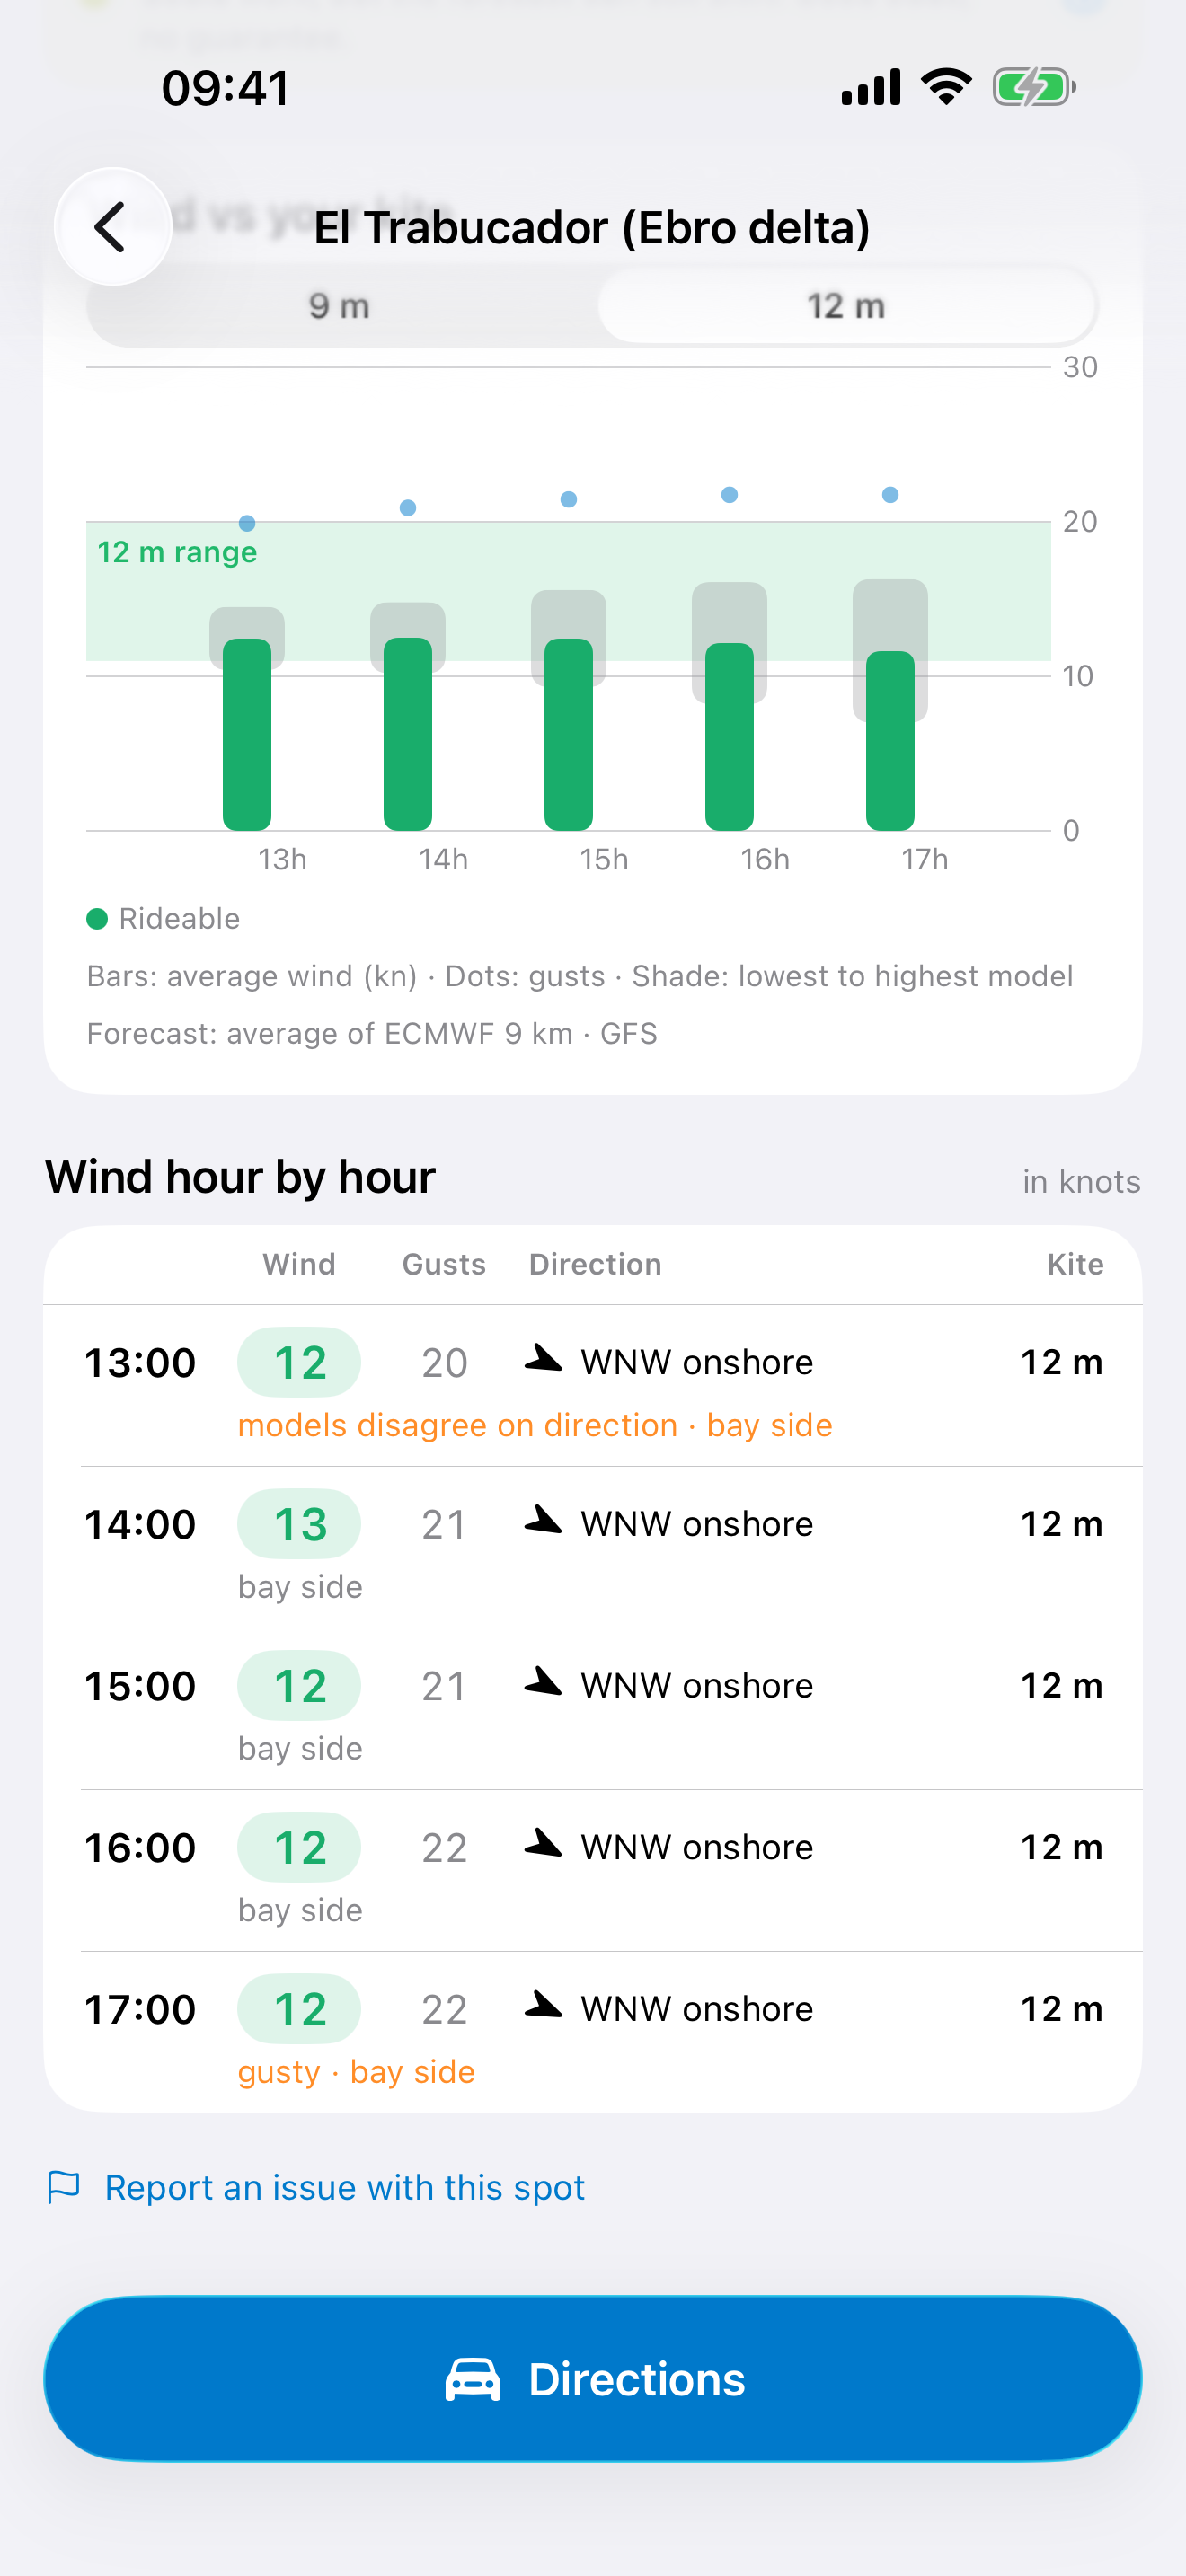 09:41
El Trabucador (Ebro delta)
9 m
12 m
30
20
12 m range
10
0
13h
14h
15h
16h
17h
Rideable
Bars: average wind (kn) · Dots: gusts · Shade: lowest to highest model
Forecast: average of ECMWF 9 km · GFS
Wind hour by hour
in knots
Wind Gusts Direction Kite
13:00 12 20 WNW onshore 12 m
models disagree on direction · bay side
14:00 13 21 WNW onshore 12 m
bay side
15:00 12 21 WNW onshore 12 m
bay side
16:00 12 22 WNW onshore 12 m
bay side
17:00 12 22 WNW onshore 12 m
gusty · bay side
Report an issue with this spot
Directions